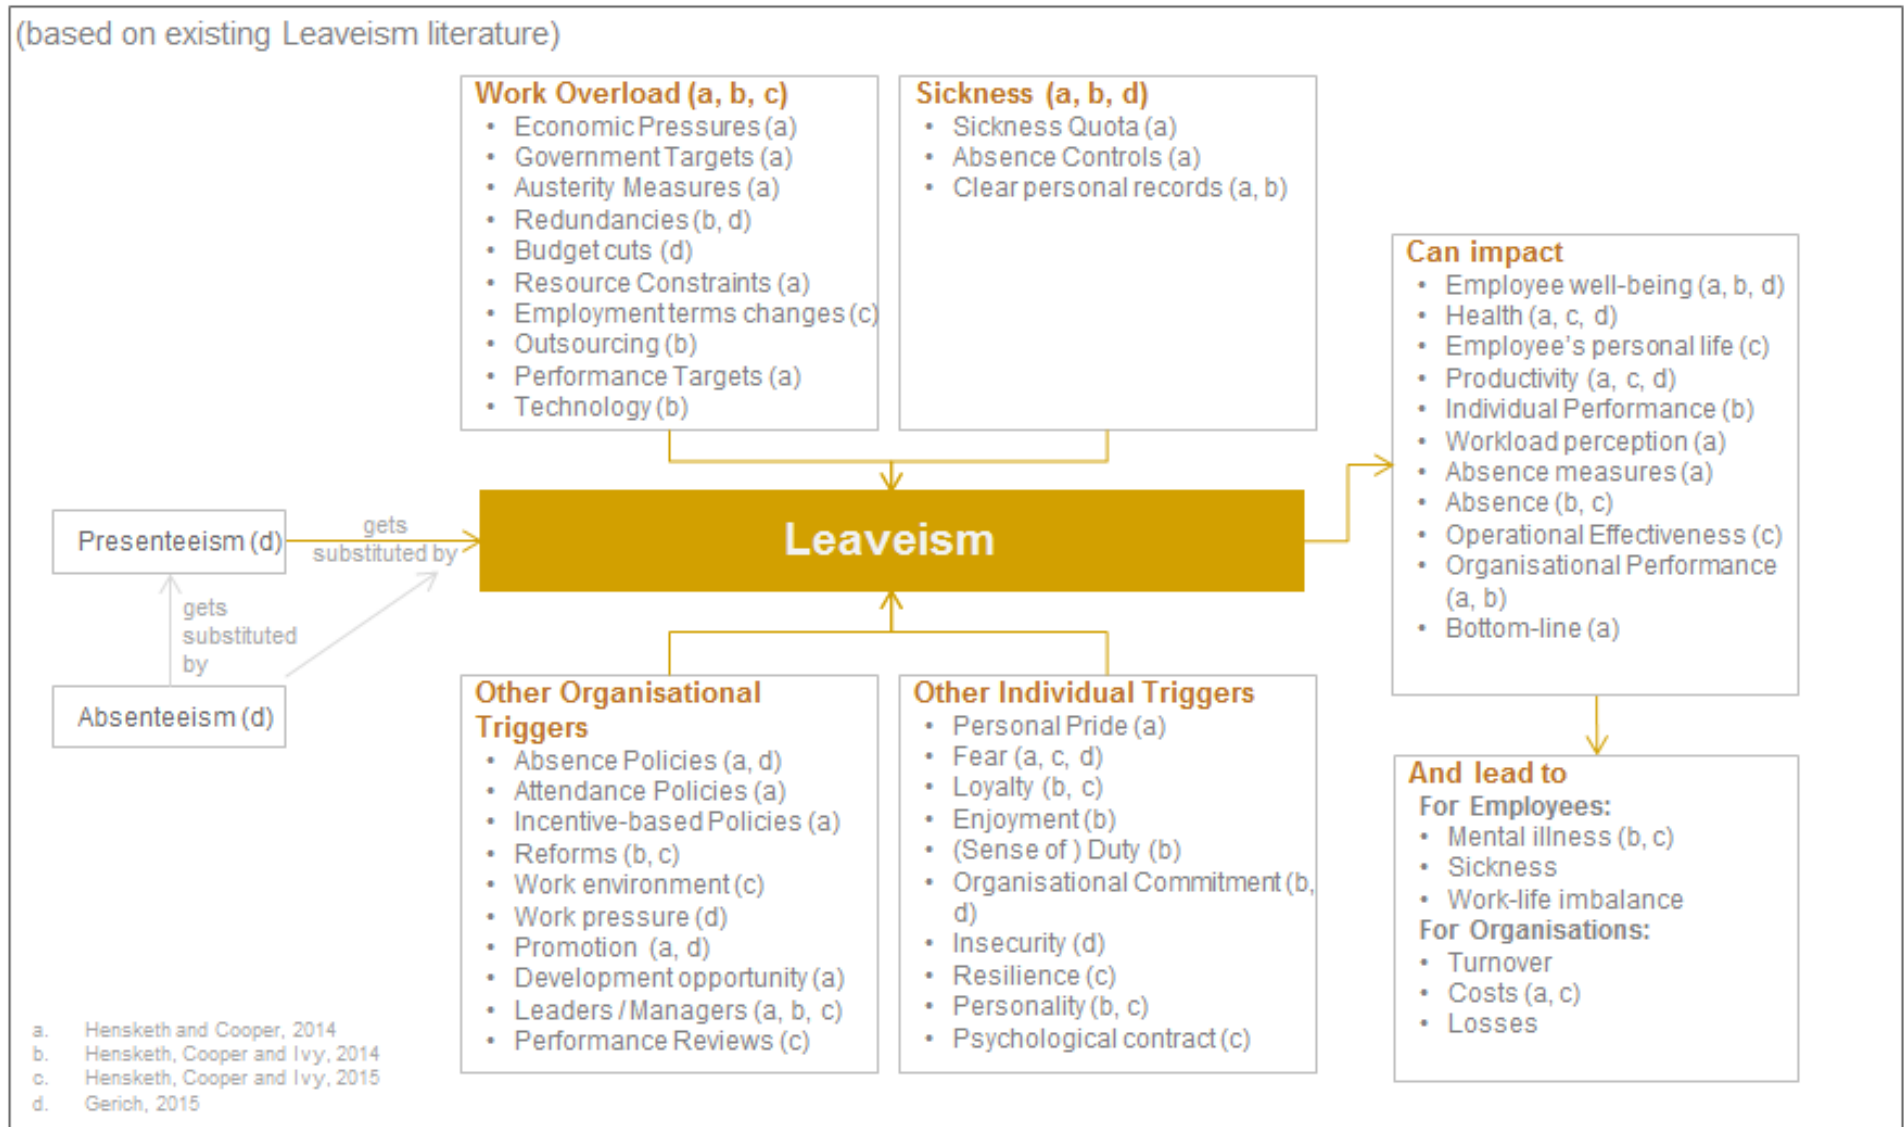 (based on existing Leaveism literature)
Work Overload (a, b, c)
• Economic Pressures (a)
• Government Targets (a)
• Austerity Measures (a)
• Redundancies (b, d)
• Budget cuts (d)
• Resource Constraints (a)
• Employment terms changes (c)
• Outsourcing (b)
• Performance Targets (a)
• Technology (b)
Sickness (a, b, d)
• Sickness Quota (a)
• Absence Controls (a)
• Clear personal records (a, b)
Presenteeism (d)
gets
substituted by
gets
substituted
by
Absenteeism (d)
Leaveism
Other Organisational
Triggers
• Absence Policies (a, d)
• Attendance Policies (a)
• Incentive-based Policies (a)
• Reforms (b, c)
• Work environment (c)
• Work pressure (d)
• Promotion (a, d)
• Development opportunity (a)
• Leaders / Managers (a, b, c)
• Performance Reviews (c)
Other Individual Triggers
• Personal Pride (a)
• Fear (a, c, d)
• Loyalty (b, c)
• Enjoyment (b)
• (Sense of ) Duty (b)
• Organisational Commitment (b,
d)
• Insecurity (d)
• Resilience (c)
• Personality (b, c)
• Psychological contract (c)
Can impact
• Employee well-being (a, b, d)
• Health (a, c, d)
• Employee's personal life (c)
• Productivity (a, c, d)
• Individual Performance (b)
• Workload perception (a)
• Absence measures (a)
• Absence (b, c)
• Operational Effectiveness (c)
• Organisational Performance
(a, b)
• Bottom-line (a)
And lead to
For Employees:
• Mental illness (b, c)
• Sickness
• Work-life imbalance
For Organisations:
• Turnover
• Costs (a, c)
• Losses
a. Hensketh and Cooper, 2014
b. Hensketh, Cooper and Ivy, 2014
c. Hensketh, Cooper and Ivy, 2015
d. Gerich, 2015